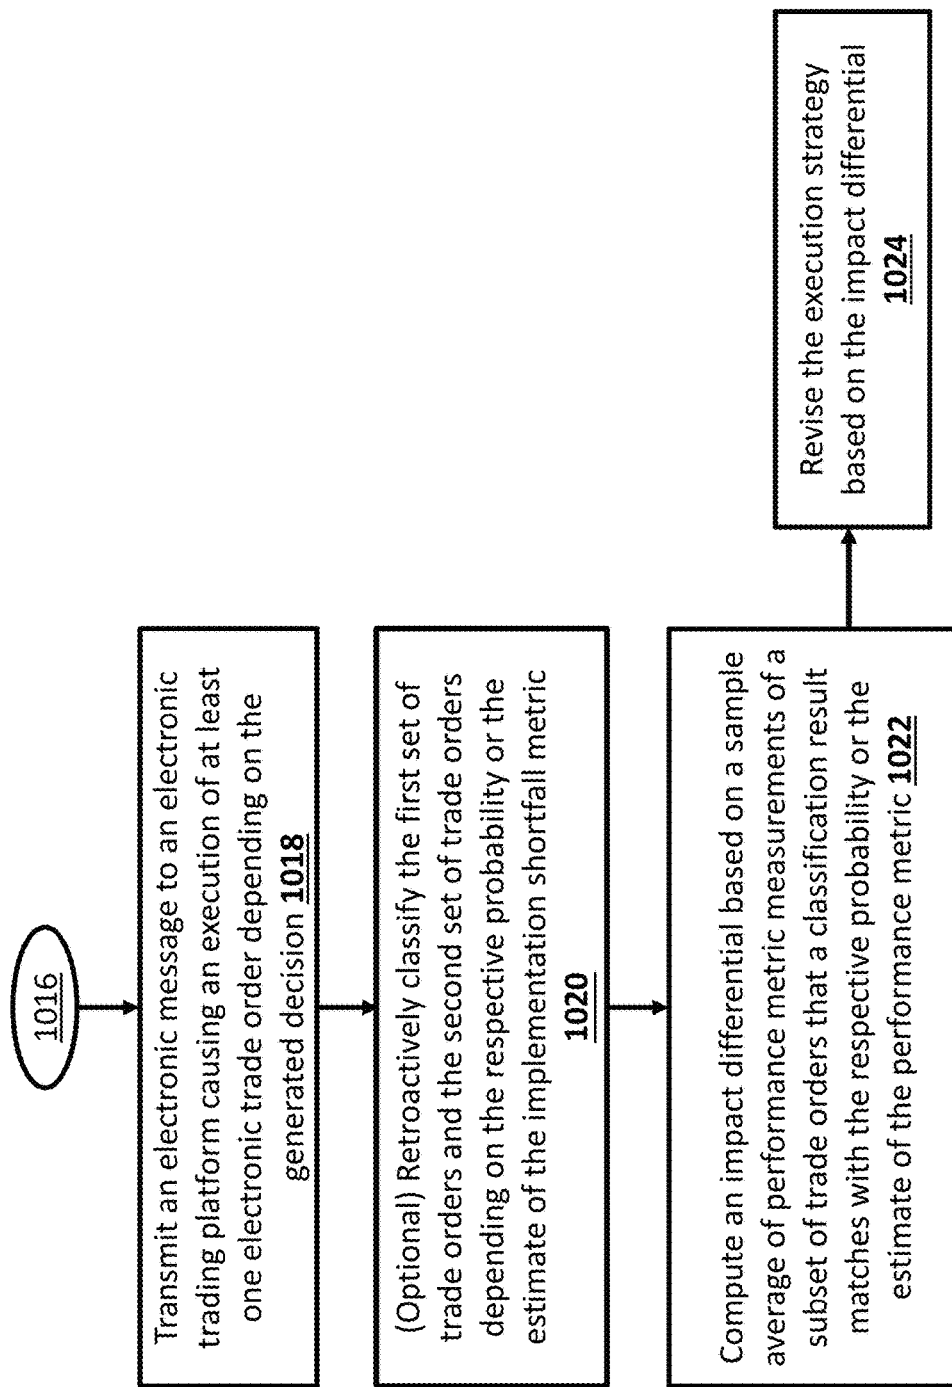 1016
Transmit an electronic message to an electronic
trading platform causing an execution of at least
one electronic trade order depending on the
generated decision 1018
(Optional) Retroactively classify the first set of
trade orders and the second set of trade orders
depending on the respective probability or the
estimate of the implementation shortfall metric
1020
Compute an impact differential based on a sample
average of performance metric measurements of a
subset of trade orders that a classification result
matches with the respective probability or the
estimate of the performance metric 1022
Revise the execution strategy
based on the impact differential
1024